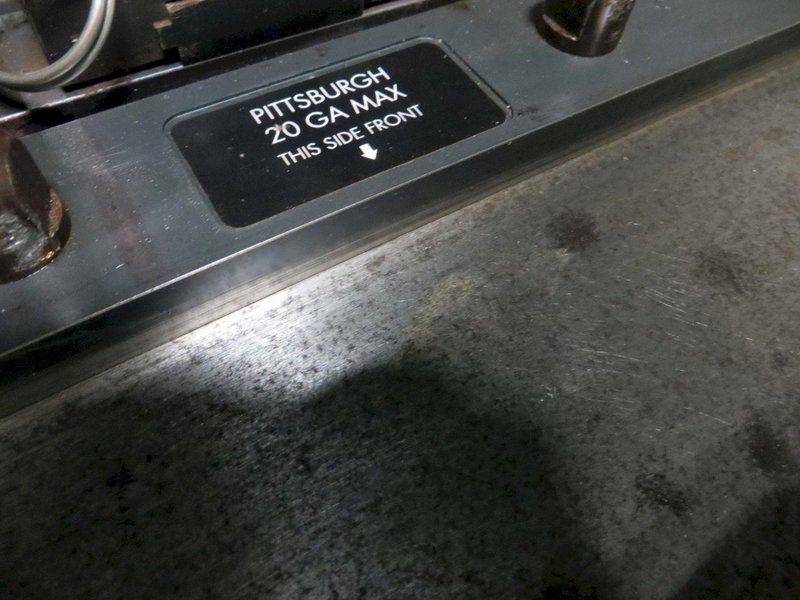 PITTSBURGH
20 GA MAX
THIS SIDE FRONT